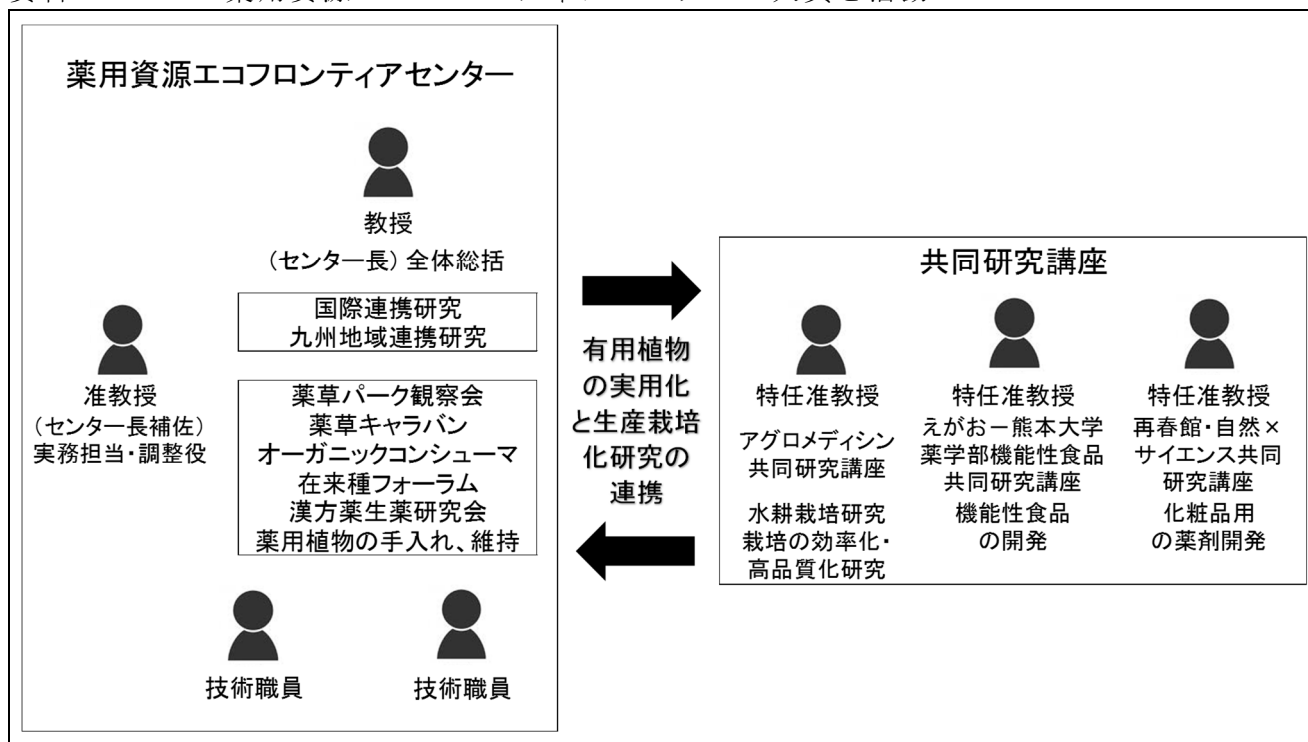 薬用資源エコフロンティアセンター
教授
（センター長）全体総括
国際連携研究
九州地域連携研究
准教授
（センター長補佐）
実務担当・調整役
薬草パーク観察会
薬草キャラバン
オーガニックコンシューマ
在来種フォーラム
漢方薬生薬研究会
薬用植物の手入れ、維持
技術職員
技術職員
有用植物
の実用化
と生産栽培
化研究の
連携
共同研究講座
特任准教授
アグロメディシン
共同研究講座
水耕栽培研究
栽培の効率化・
高品質化研究
特任准教授
えがおー熊本大学
薬学部機能性食品
共同研究講座
機能性食品
の開発
特任准教授
再春館・自然×
サイエンス共同
研究講座
化粧品用
の薬剤開発